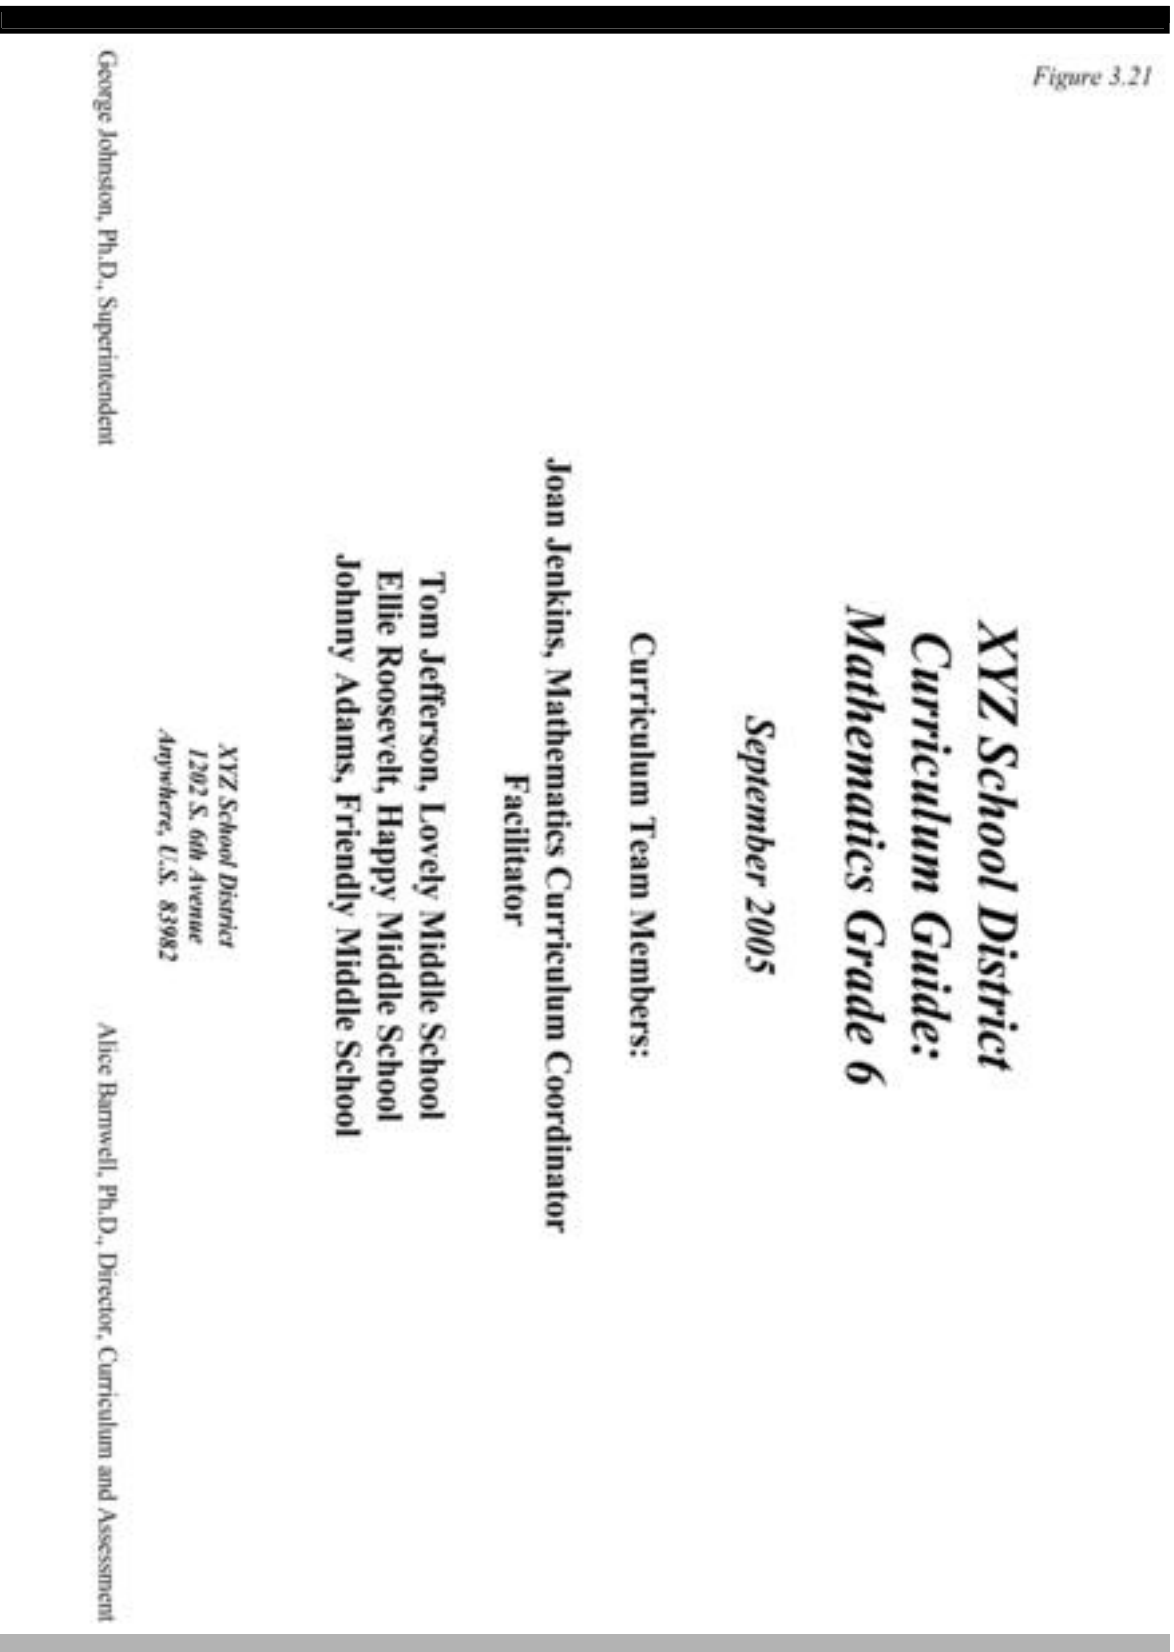 Figure 3.21
XYZ School District
Curriculum Guide:
Mathematics Grade 6
September 2005
Curriculum Team Members:
Joan Jenkins, Mathematics Curriculum Coordinator
Facilitator
Tom Jefferson, Lovely Middle School
Ellie Roosevelt, Happy Middle School
Johnny Adams, Friendly Middle School
XYZ School District
1202 S. 6th Avenue
Anywhere, U.S. 83982
George Johnston, Ph.D., Superintendent
Alice Barnwell, Ph.D., Director, Curriculum and Assessment